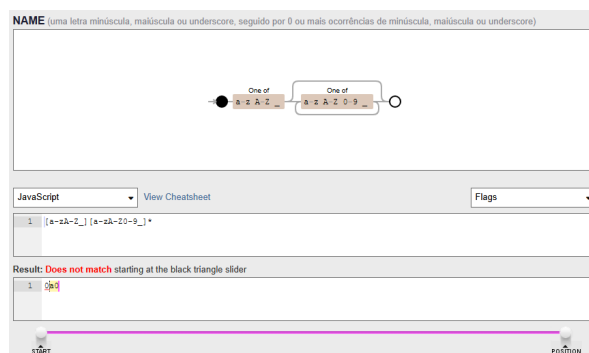 NAME (uma letra minúscula, maiúscula ou underscore, seguido por 0 ou mais ocorrências de minúscula, maiúscula ou underscore)
One of One of
a-z A-Z _ a-z A-Z 0-9 _
JavaScript View Cheatsheet Flags
1 [a-zA-Z_][a-zA-Z0-9_]*
Result: Does not match starting at the black triangle slider
1 0a0
START POSITION